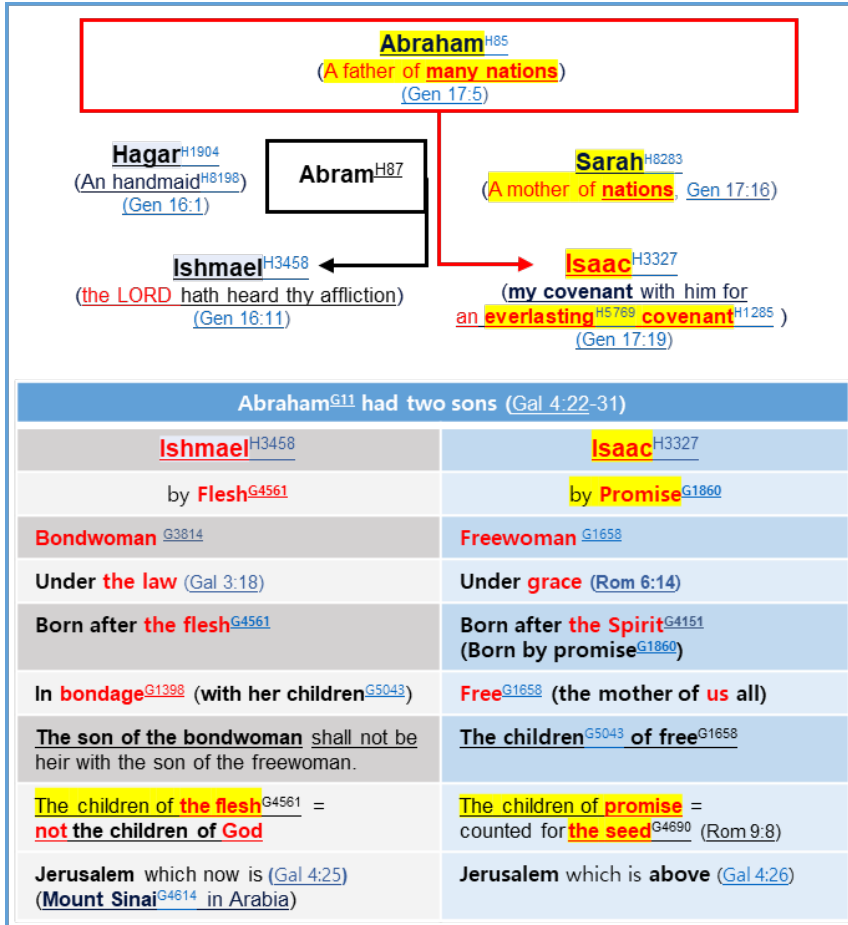 AbrahamH85
(A father of many nations)
(Gen 17:5)
HagarH1904
(An handmaidH8198)
(Gen 16:1)
AbramH87
SarahH8283
(A mother of nations, Gen 17:16)
IshmaelH3458
(the LORD hath heard thy affliction)
(Gen 16:11)
IsaacH3327
(my covenant with him for
an everlastingH5769 covenantH1285 )
(Gen 17:19)
AbrahamG11 had two sons (Gal 4:22-31)
IshmaelH3458
IsaacH3327
by FleshG4561
by PromiseG1860
Bondwoman G3814
Freewoman G1658
Under the law (Gal 3:18)
Under grace (Rom 6:14)
Born after the fleshG4561
Born after the SpiritG4151
(Born by promiseG1860)
In bondageG1398 (with her childrenG5043)
FreeG1658 (the mother of us all)
The son of the bondwoman shall not be
heir with the son of the freewoman.
The childrenG5043 of freeG1658
The children of the fleshG4561 =
not the children of God
The children of promise =
counted for the seedG4690 (Rom 9:8)
Jerusalem which now is (Gal 4:25)
(Mount SinaiG4614 in Arabia)
Jerusalem which is above (Gal 4:26)